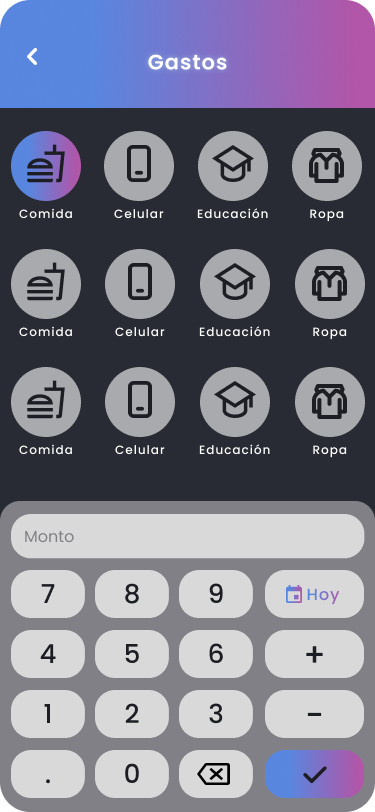 Gastos
Comida Celular Educación Ropa
Comida Celular Educación Ropa
Comida Celular Educación Ropa
Monto
7 8 9 Hoy
4 5 6 +
1 2 3 -
. 0